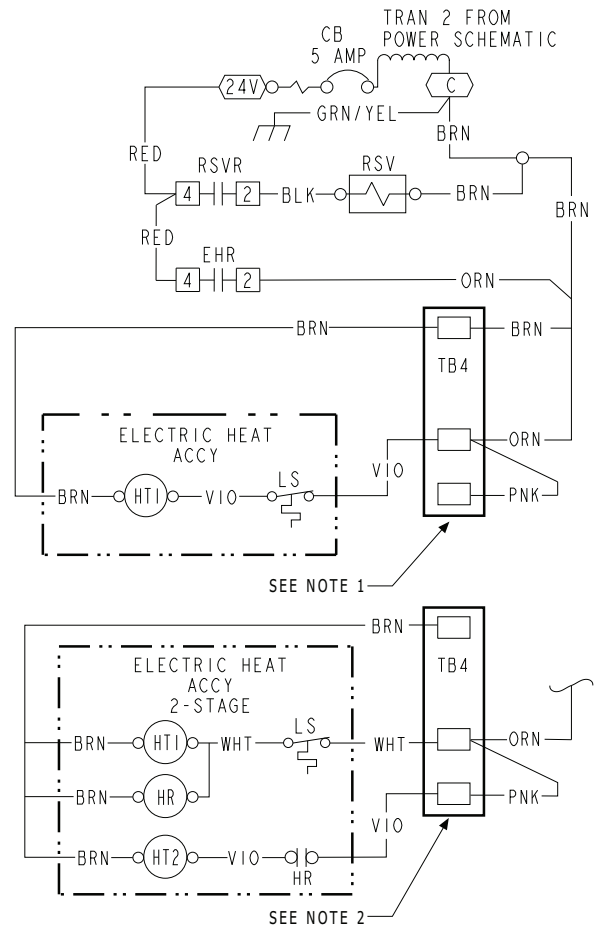 TRAN 2 FROM
POWER SCHEMATIC
CB
5 AMP
24V
C
GRN/YEL
BRN
RED
RSVR
RSV
4
2
BLK
BRN
BRN
RED
EHR
4
2
ORN
BRN
BRN
TB4
ELECTRIC HEAT
ACCY
ORN
VIO
LS
BRN
HT1
VIO
PNK
SEE NOTE 1
BRN
TB4
ELECTRIC HEAT
ACCY
2-STAGE
LS
BRN
HT1
WHT
WHT
ORN
BRN
HR
PNK
VIO
BRN
HT2
VIO
HR
SEE NOTE 2